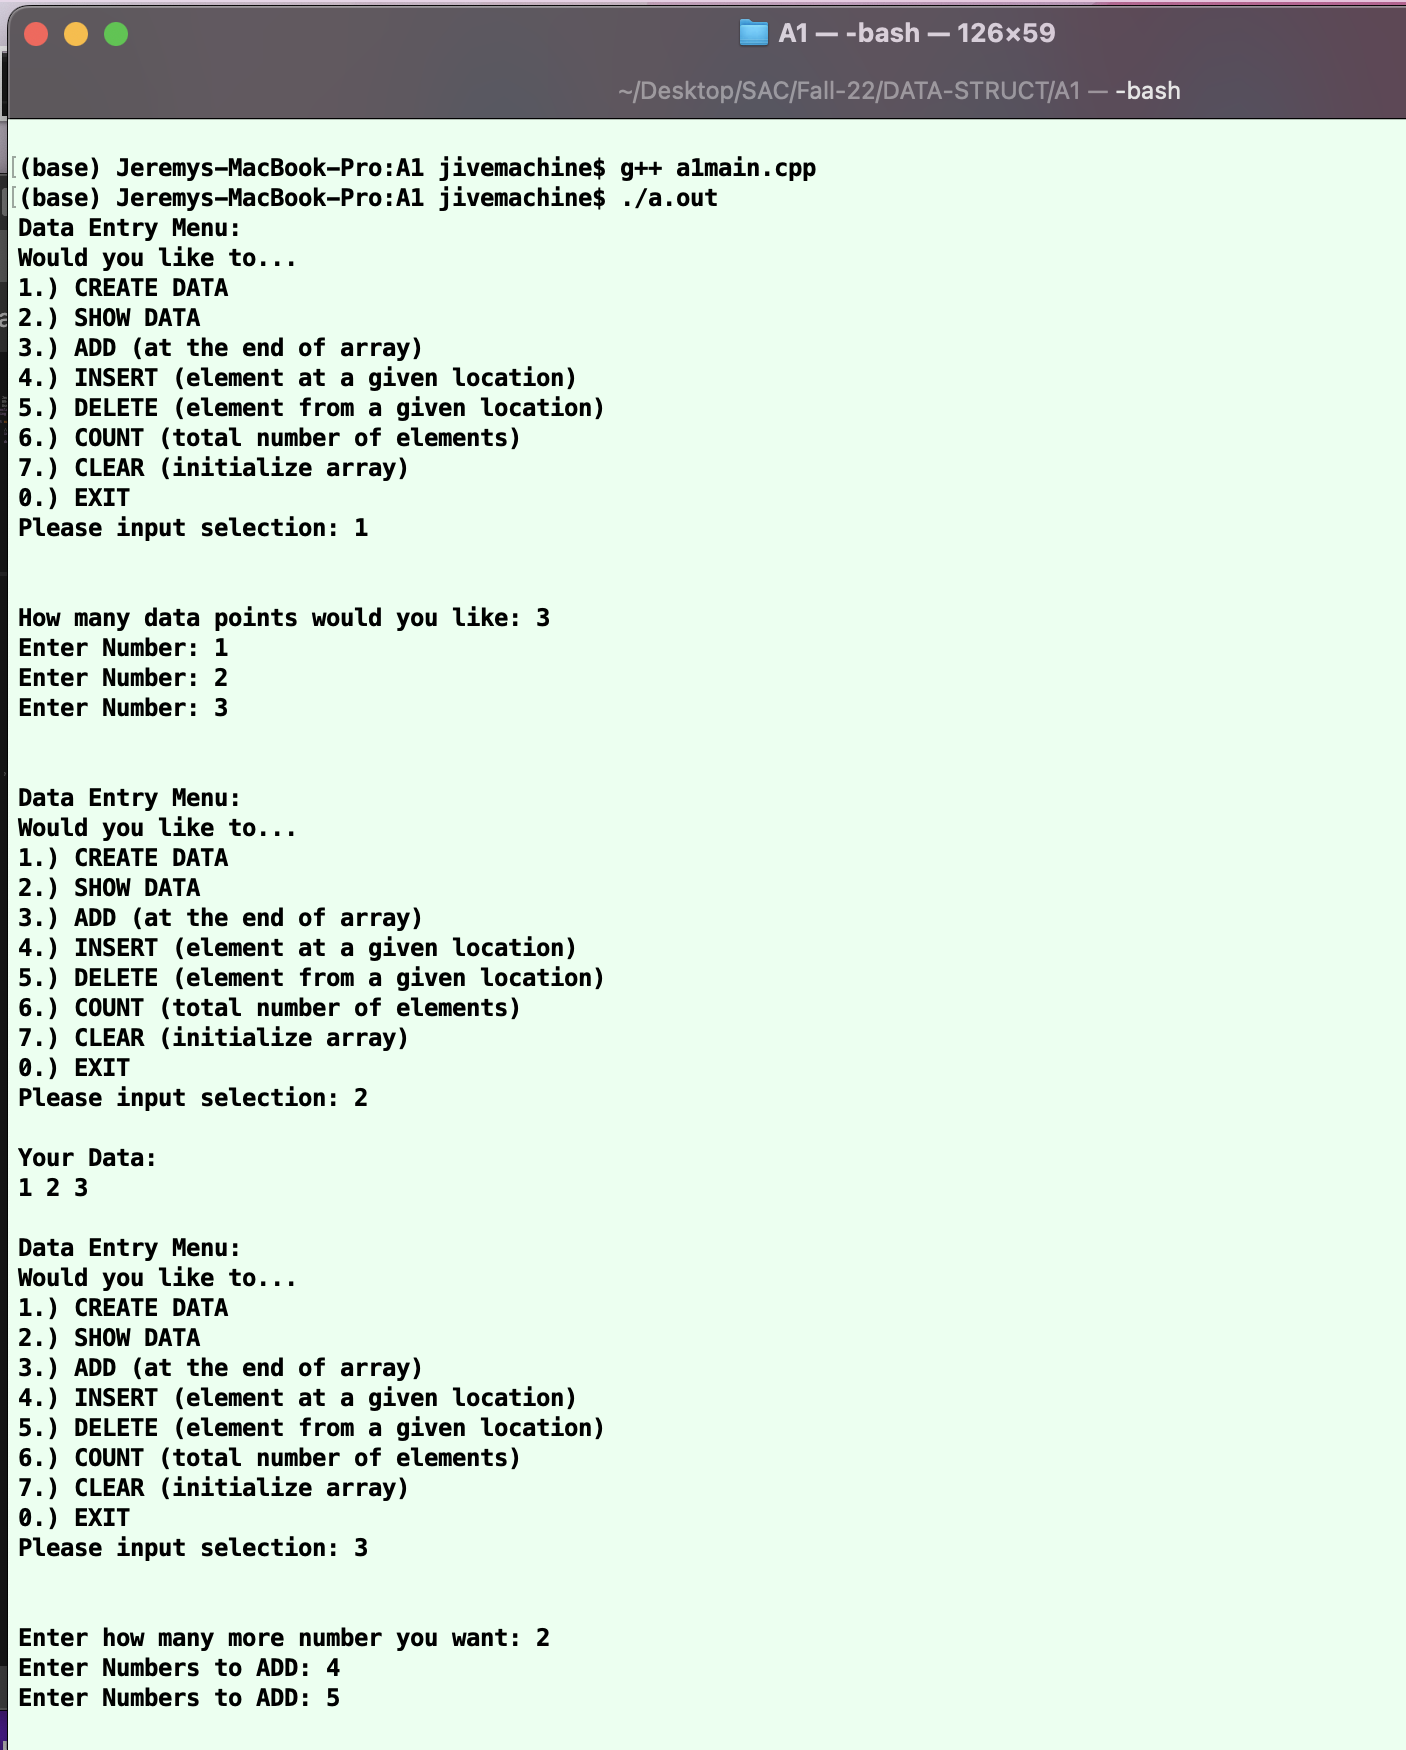 A1 — -bash — 126×59
~/Desktop/SAC/Fall-22/DATA-STRUCT/A1 — -bash
(base) Jeremys-MacBook-Pro:A1 jivemachine$ g++ a1main.cpp
(base) Jeremys-MacBook-Pro:A1 jivemachine$ ./a.out
Data Entry Menu:
Would you like to...
1.) CREATE DATA
2.) SHOW DATA
3.) ADD (at the end of array)
4.) INSERT (element at a given location)
5.) DELETE (element from a given location)
6.) COUNT (total number of elements)
7.) CLEAR (initialize array)
0.) EXIT
Please input selection: 1
How many data points would you like: 3
Enter Number: 1
Enter Number: 2
Enter Number: 3
Data Entry Menu:
Would you like to...
1.) CREATE DATA
2.) SHOW DATA
3.) ADD (at the end of array)
4.) INSERT (element at a given location)
5.) DELETE (element from a given location)
6.) COUNT (total number of elements)
7.) CLEAR (initialize array)
0.) EXIT
Please input selection: 2
Your Data:
1 2 3
Data Entry Menu:
Would you like to...
1.) CREATE DATA
2.) SHOW DATA
3.) ADD (at the end of array)
4.) INSERT (element at a given location)
5.) DELETE (element from a given location)
6.) COUNT (total number of elements)
7.) CLEAR (initialize array)
0.) EXIT
Please input selection: 3
Enter how many more number you want: 2
Enter Numbers to ADD: 4
Enter Numbers to ADD: 5